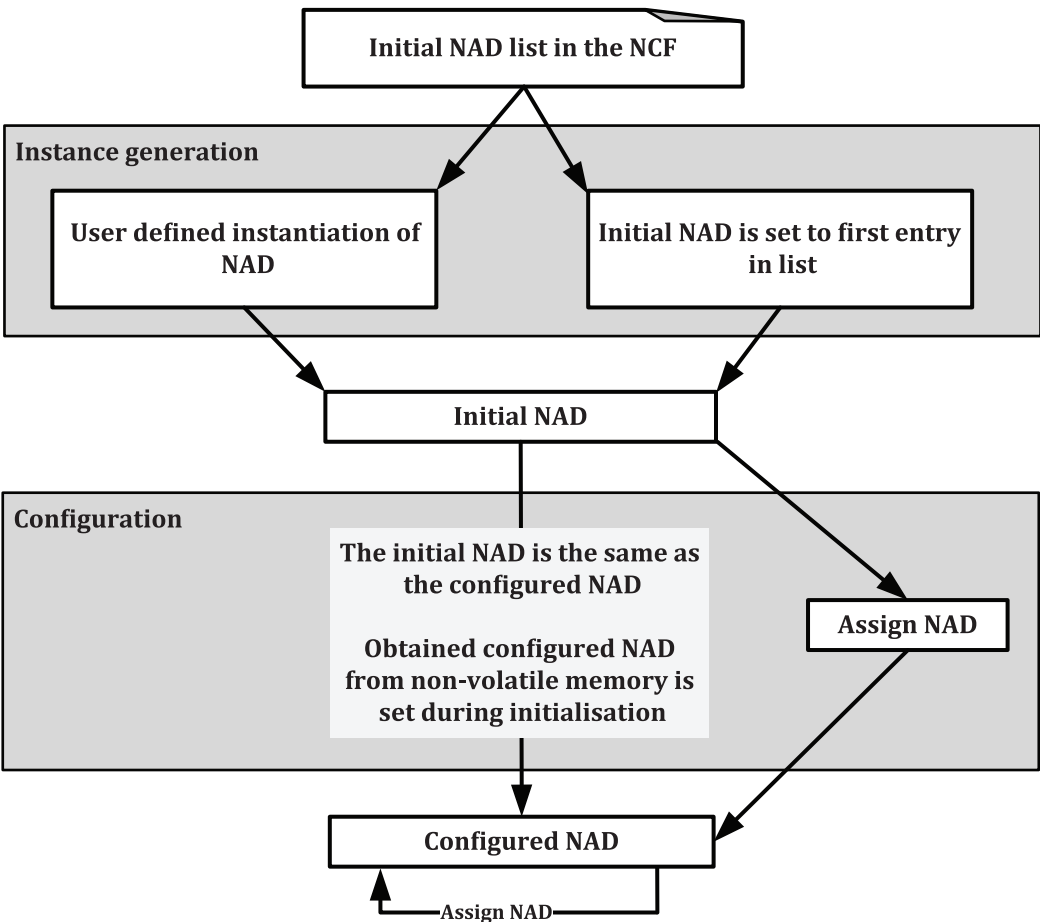 Initial NAD list in the NCF
Instance generation
User defined instantiation of
NAD
Initial NAD is set to first entry
in list
Initial NAD
Configuration
The initial NAD is the same as
the configured NAD
Obtained configured NAD
from non-volatile memory is
set during initialisation
Assign NAD
Configured NAD
Assign NAD